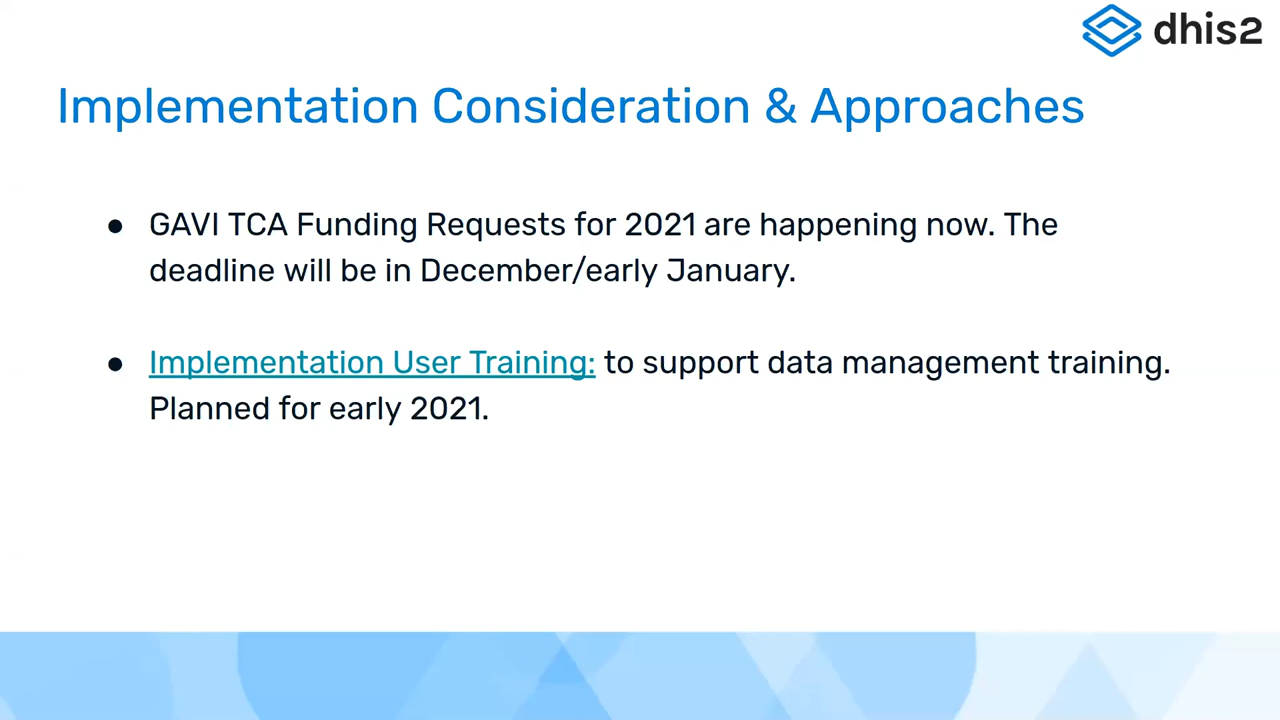 dhis2
Implementation Consideration & Approaches
● GAVI TCA Funding Requests for 2021 are happening now. The
deadline will be in December/early January.
● Implementation User Training: to support data management training.
Planned for early 2021.